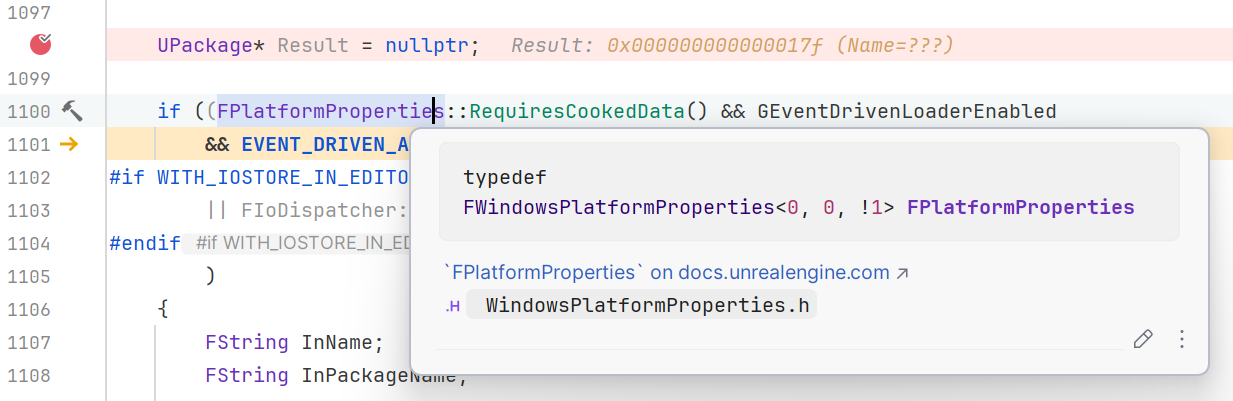 1097
UPackage* Result = nullptr; Result: 0x000000000000017f (Name=???)
1099
1100 if ((FPlatformProperties::RequiresCookedData() && GEventDrivenLoaderEnabled
1101 && EVENT_DRIVEN_A
1102 #if WITH_IOSTORE_IN_EDITO
1103 || FIoDispatcher:
1104 #endif #if WITH_IOSTORE_IN_ED
1105 )
1106 {
1107 FString InName;
1108 FString InPackageName;
typedef
FWindowsPlatformProperties<0, 0, !1> FPlatformProperties
`FPlatformProperties` on docs.unrealengine.com ↗
.H WindowsPlatformProperties.h